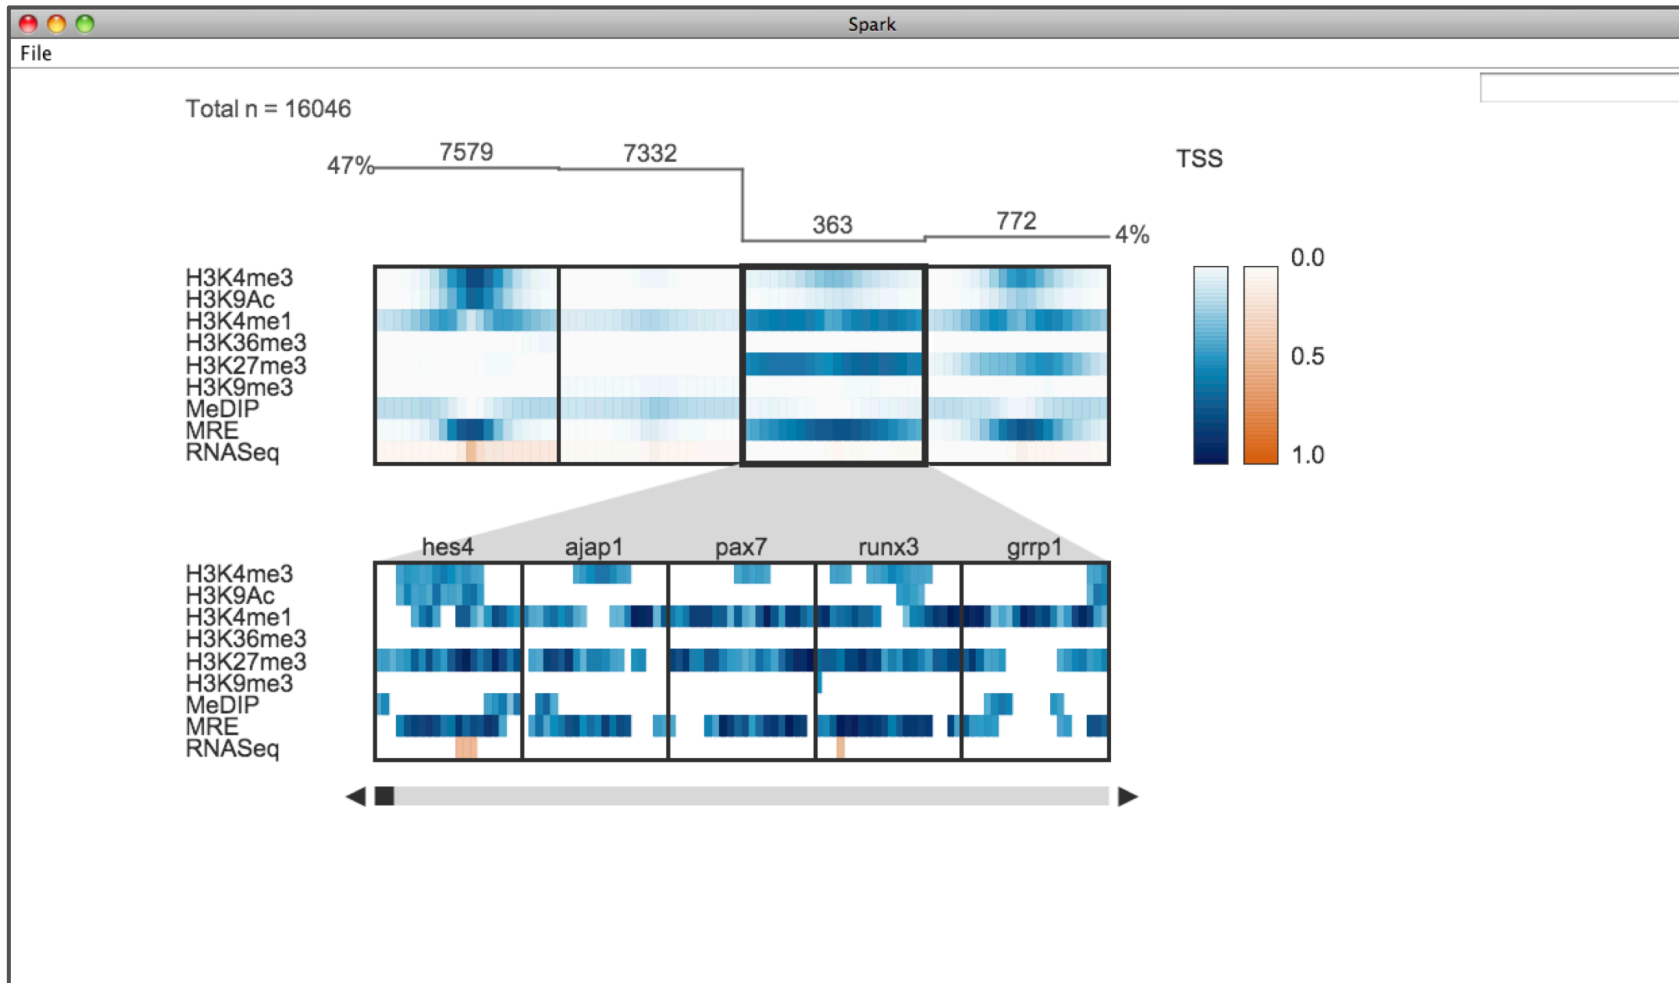 Spark
File
Total n = 16046
47% 7579 7332 363 772 4%
TSS
H3K4me3
H3K9Ac
H3K4me1
H3K36me3
H3K27me3
H3K9me3
MeDIP
MRE
RNASeq
0.0
0.5
1.0
hes4 ajap1 pax7 runx3 grrp1
H3K4me3
H3K9Ac
H3K4me1
H3K36me3
H3K27me3
H3K9me3
MeDIP
MRE
RNASeq